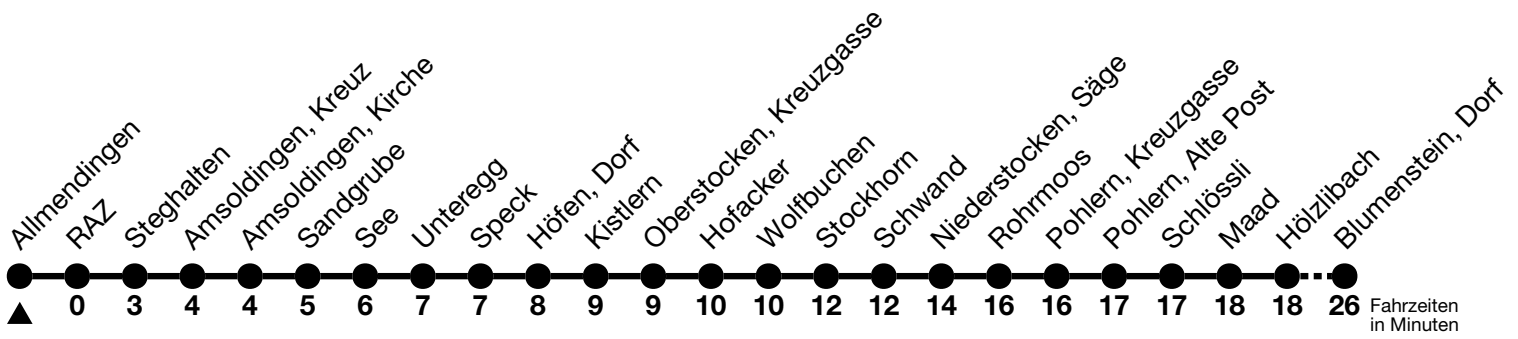 Allmendingen
RAZ
Steghalten
Amsoldingen, Kreuz
Amsoldingen, Kirche
Sandgrube
See
Unteregg
Speck
Höfen, Dorf
Kistlern
Oberstocken, Kreuzgasse
Hofacker
Wolfbuchen
Stockhorn
Schwand
Niederstocken, Säge
Rohrmoos
Pohlern, Kreuzgasse
Pohlern, Alte Post
Schlössli
Maad
Hölzlibach
Blumenstein, Dorf
0 3 4 4 5 6 7 7 8 9 9 10 10 12 12 14 16 16 17 17 18 18 26
Fahrzeiten
in Minuten